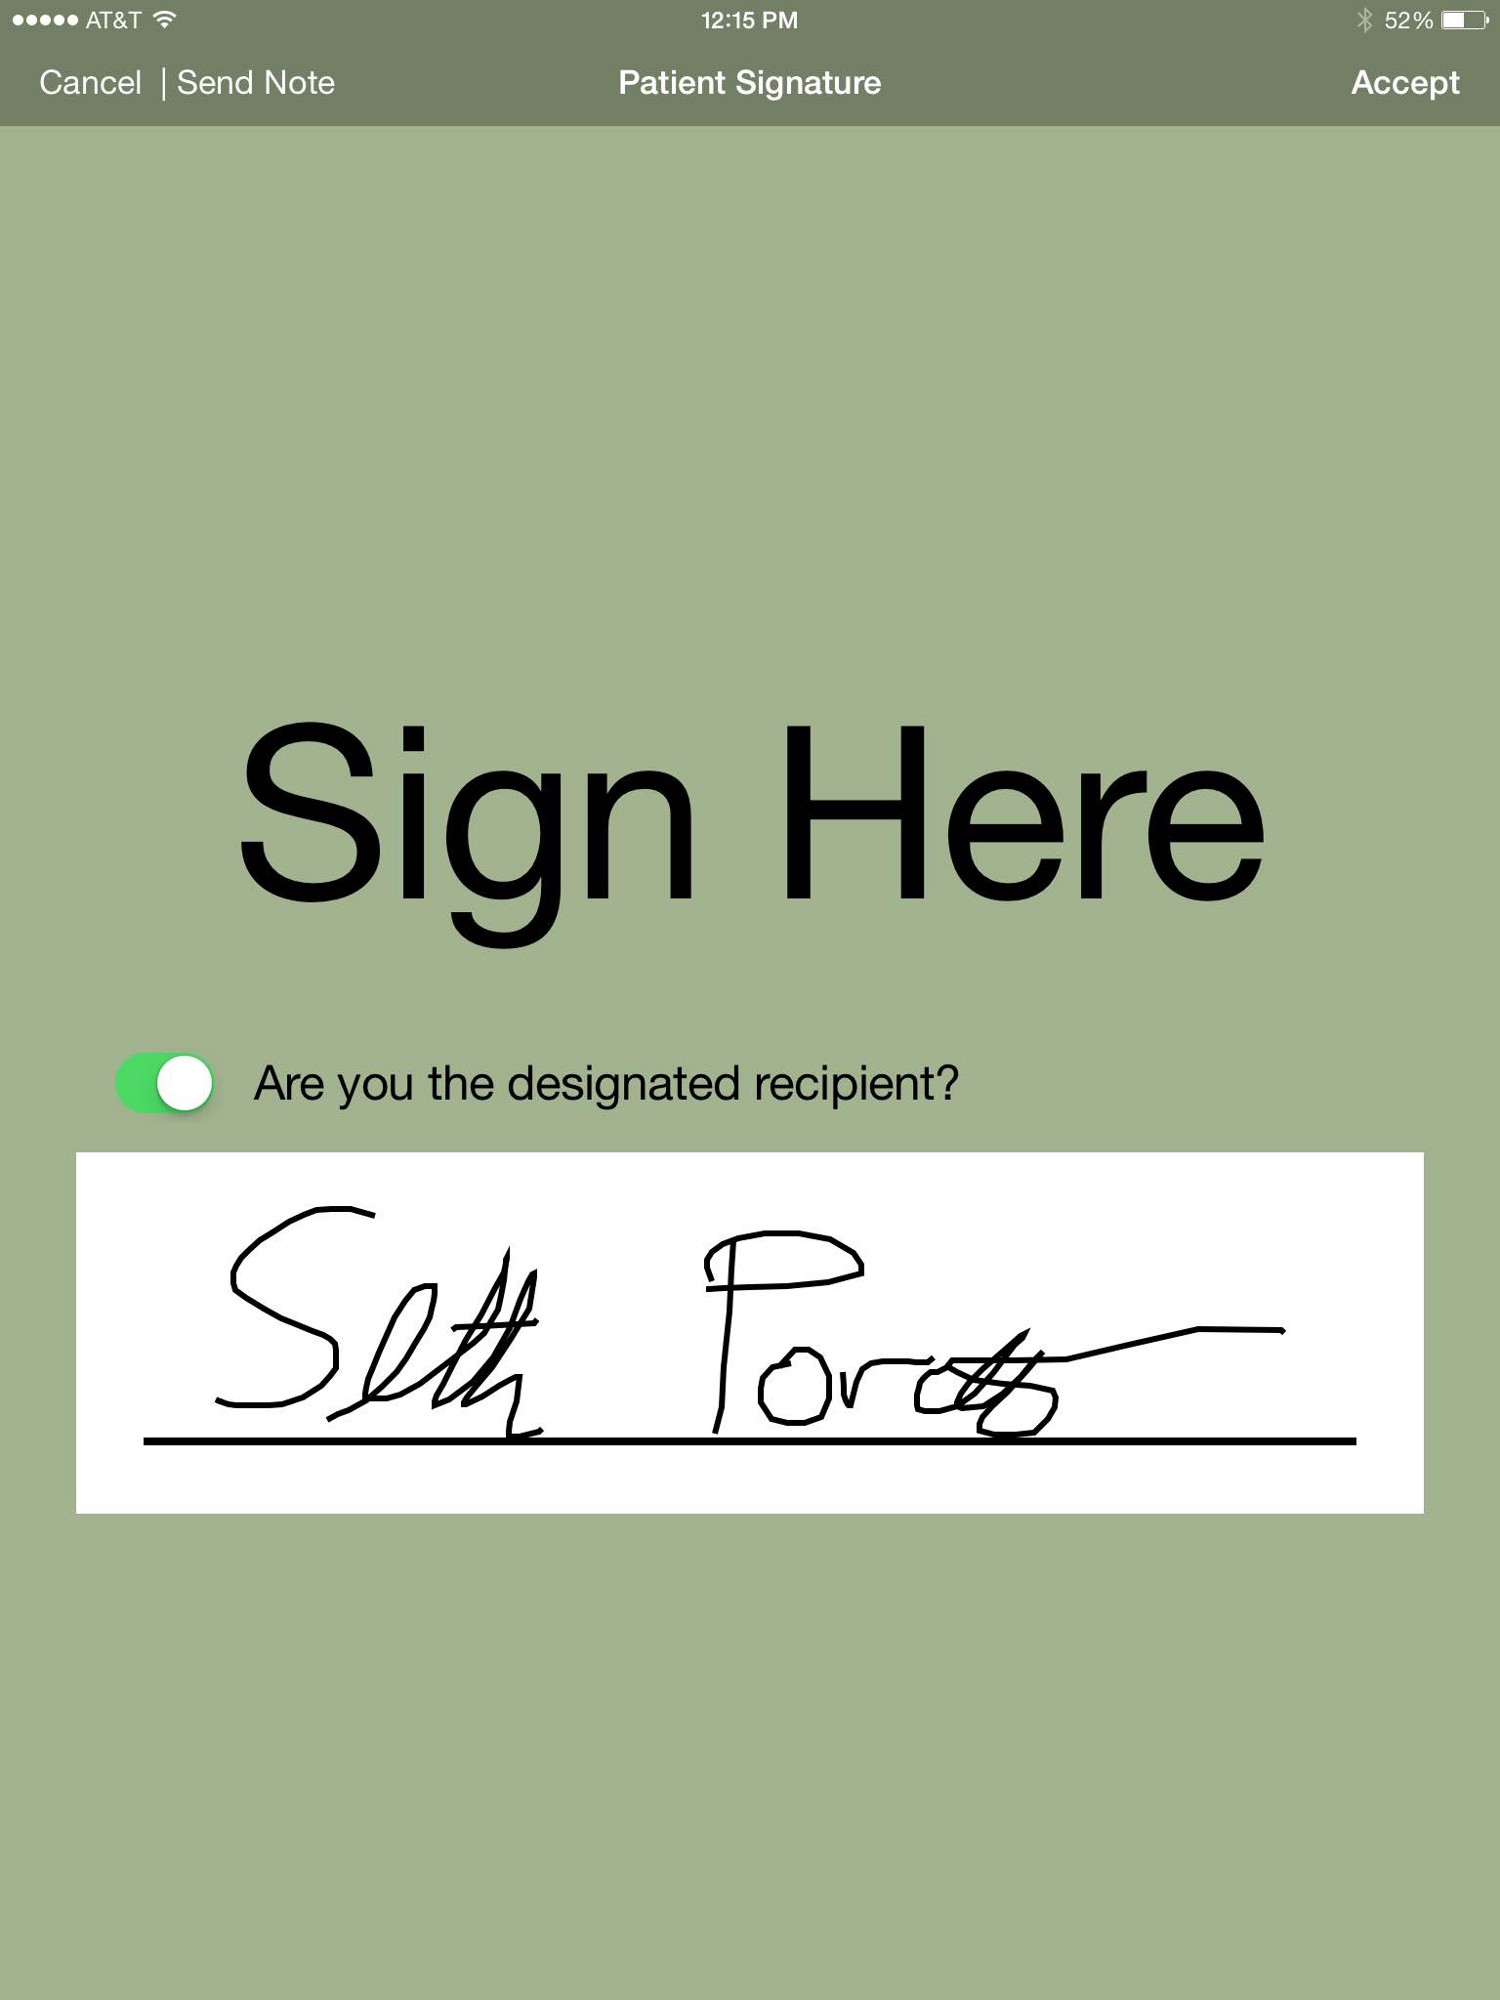 AT&T 12:15 PM 52%
Cancel | Send Note Patient Signature Accept
Sign Here
Are you the designated recipient?
Seth